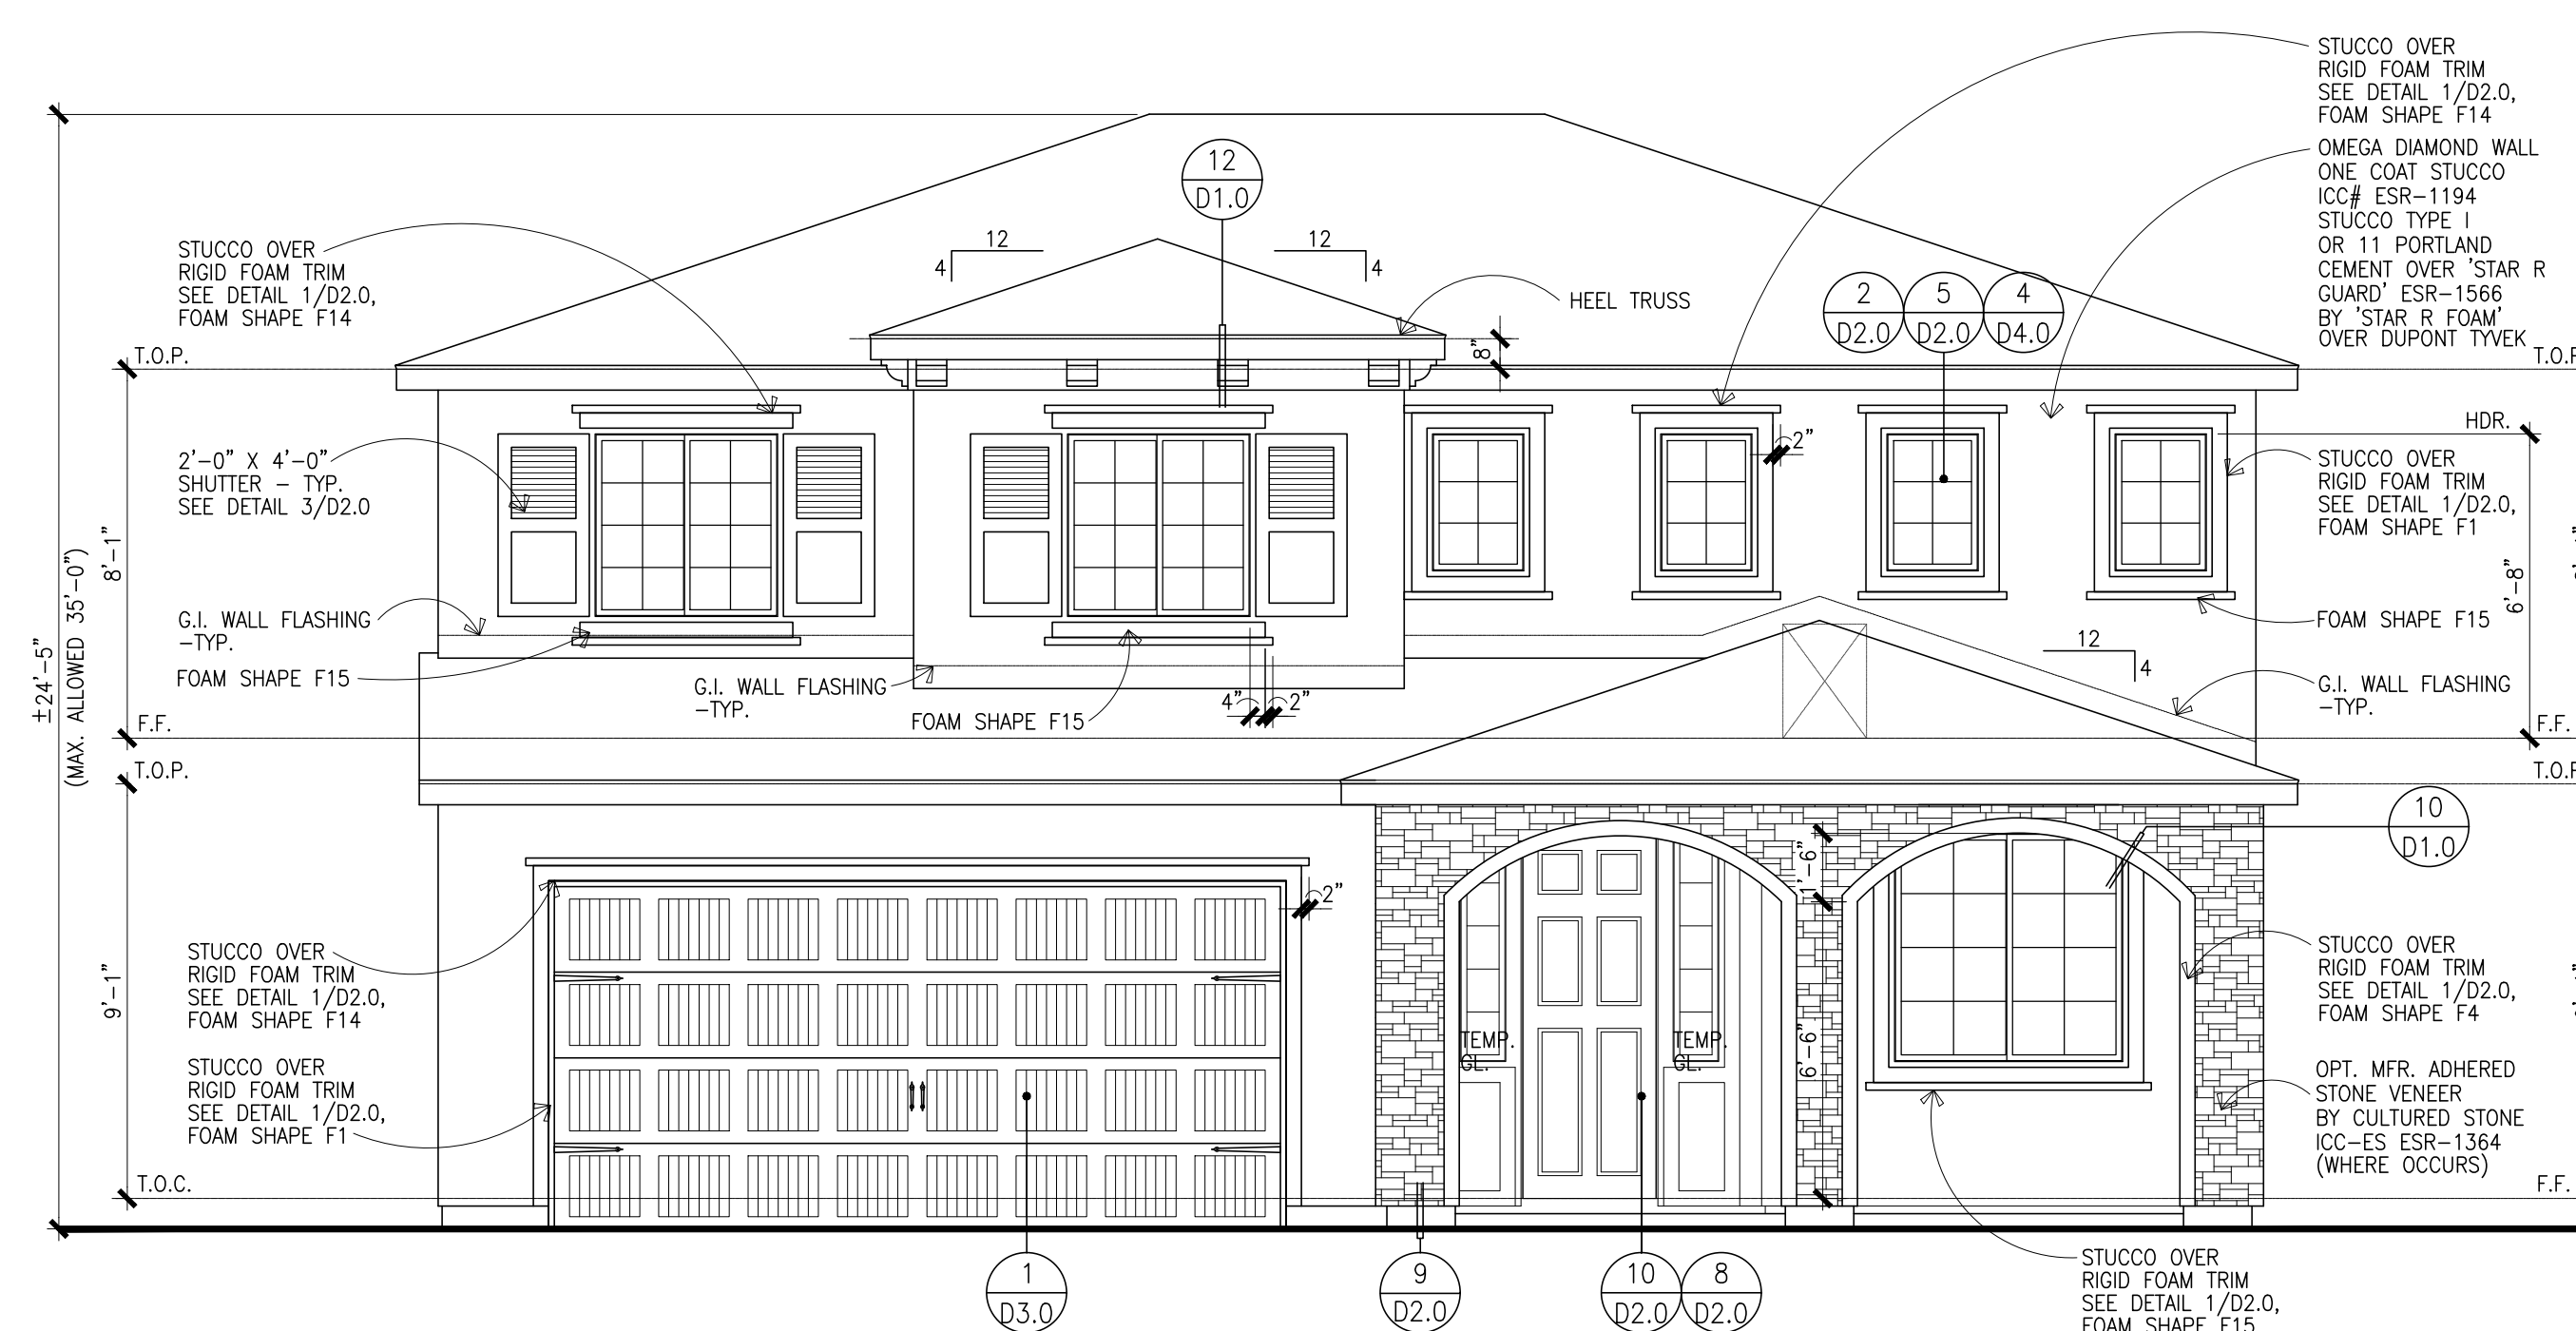 STUCCO OVER
RIGID FOAM TRIM
SEE DETAIL 1/D2.0,
FOAM SHAPE F14
OMEGA DIAMOND WALL
ONE COAT STUCCO
ICC# ESR-1194
STUCCO TYPE I
OR 11 PORTLAND
CEMENT OVER 'STAR R
GUARD' ESR-1566
BY 'STAR R FOAM'
OVER DUPONT TYVEK
12
D1.0
STUCCO OVER
RIGID FOAM TRIM
SEE DETAIL 1/D2.0,
FOAM SHAPE F14
12
4
12
4
HEEL TRUSS
8"
2
D2.0
5
D2.0
4
D4.0
T.O.P.
HDR.
2'-0" X 4'-0"
SHUTTER - TYP.
SEE DETAIL 3/D2.0
2"
STUCCO OVER
RIGID FOAM TRIM
SEE DETAIL 1/D2.0,
FOAM SHAPE F1
8'-1"
±24'-5"
(MAX. ALLOWED 35'-0")
6'-8"
G.I. WALL FLASHING
-TYP.
FOAM SHAPE F15
FOAM SHAPE F15
12
4
G.I. WALL FLASHING
-TYP.
4"
2"
FOAM SHAPE F15
G.I. WALL FLASHING
-TYP.
F.F.
F.F.
T.O.P.
10
D1.0
1'-6"
2"
STUCCO OVER
RIGID FOAM TRIM
SEE DETAIL 1/D2.0,
FOAM SHAPE F14
9'-1"
STUCCO OVER
RIGID FOAM TRIM
SEE DETAIL 1/D2.0,
FOAM SHAPE F4
TEMP.
GL.
TEMP.
GL.
6'-6"
STUCCO OVER
RIGID FOAM TRIM
SEE DETAIL 1/D2.0,
FOAM SHAPE F1
OPT. MFR. ADHERED
STONE VENEER
BY CULTURED STONE
ICC-ES ESR-1364
(WHERE OCCURS)
T.O.C.
F.F.
1
D3.0
9
D2.0
10
D2.0
8
D2.0
STUCCO OVER
RIGID FOAM TRIM
SEE DETAIL 1/D2.0,
FOAM SHAPE F15